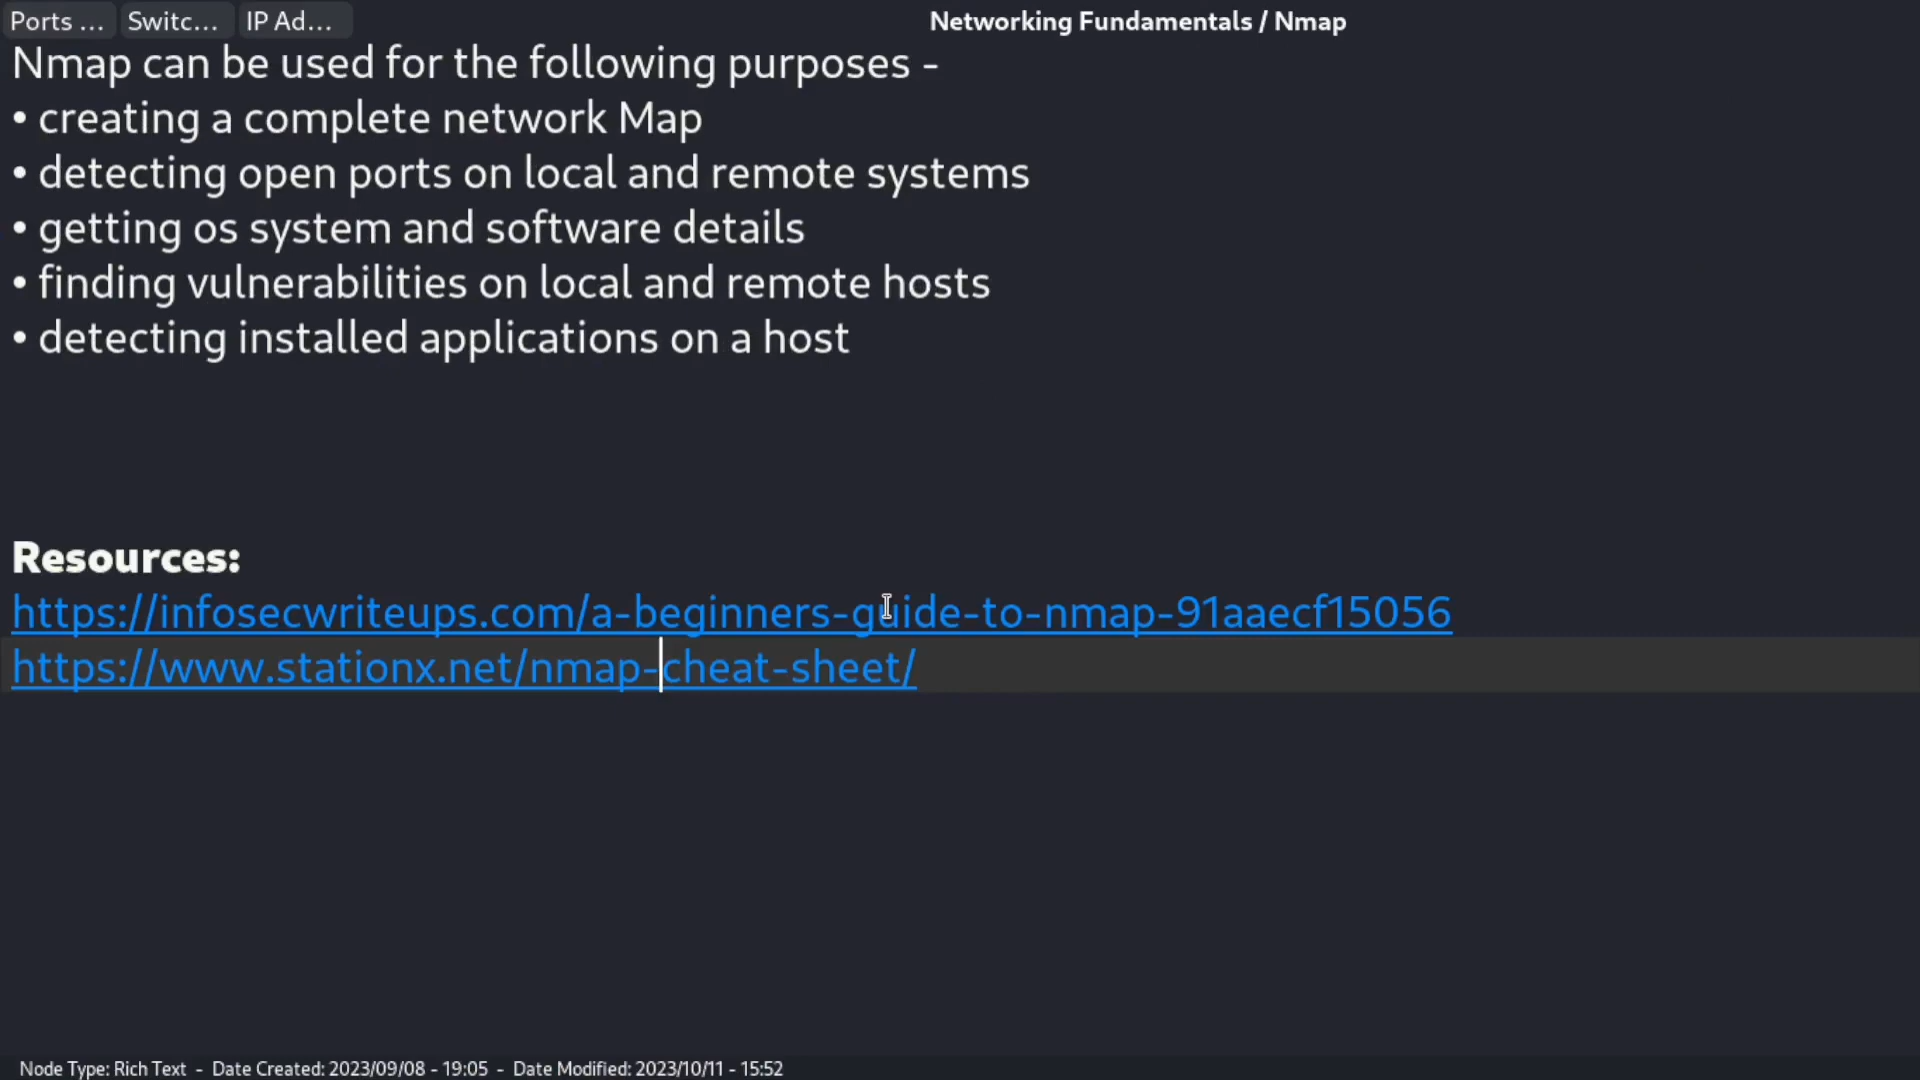 Ports ... Switc... IP Ad... Networking Fundamentals / Nmap
Nmap can be used for the following purposes -
• creating a complete network Map
• detecting open ports on local and remote systems
• getting os system and software details
• finding vulnerabilities on local and remote hosts
• detecting installed applications on a host
Resources:
https://infosecwriteups.com/a-beginners-guide-to-nmap-91aaecf15056
https://www.stationx.net/nmap-cheat-sheet/
Node Type: Rich Text - Date Created: 2023/09/08 - 19:05 - Date Modified: 2023/10/11 - 15:52